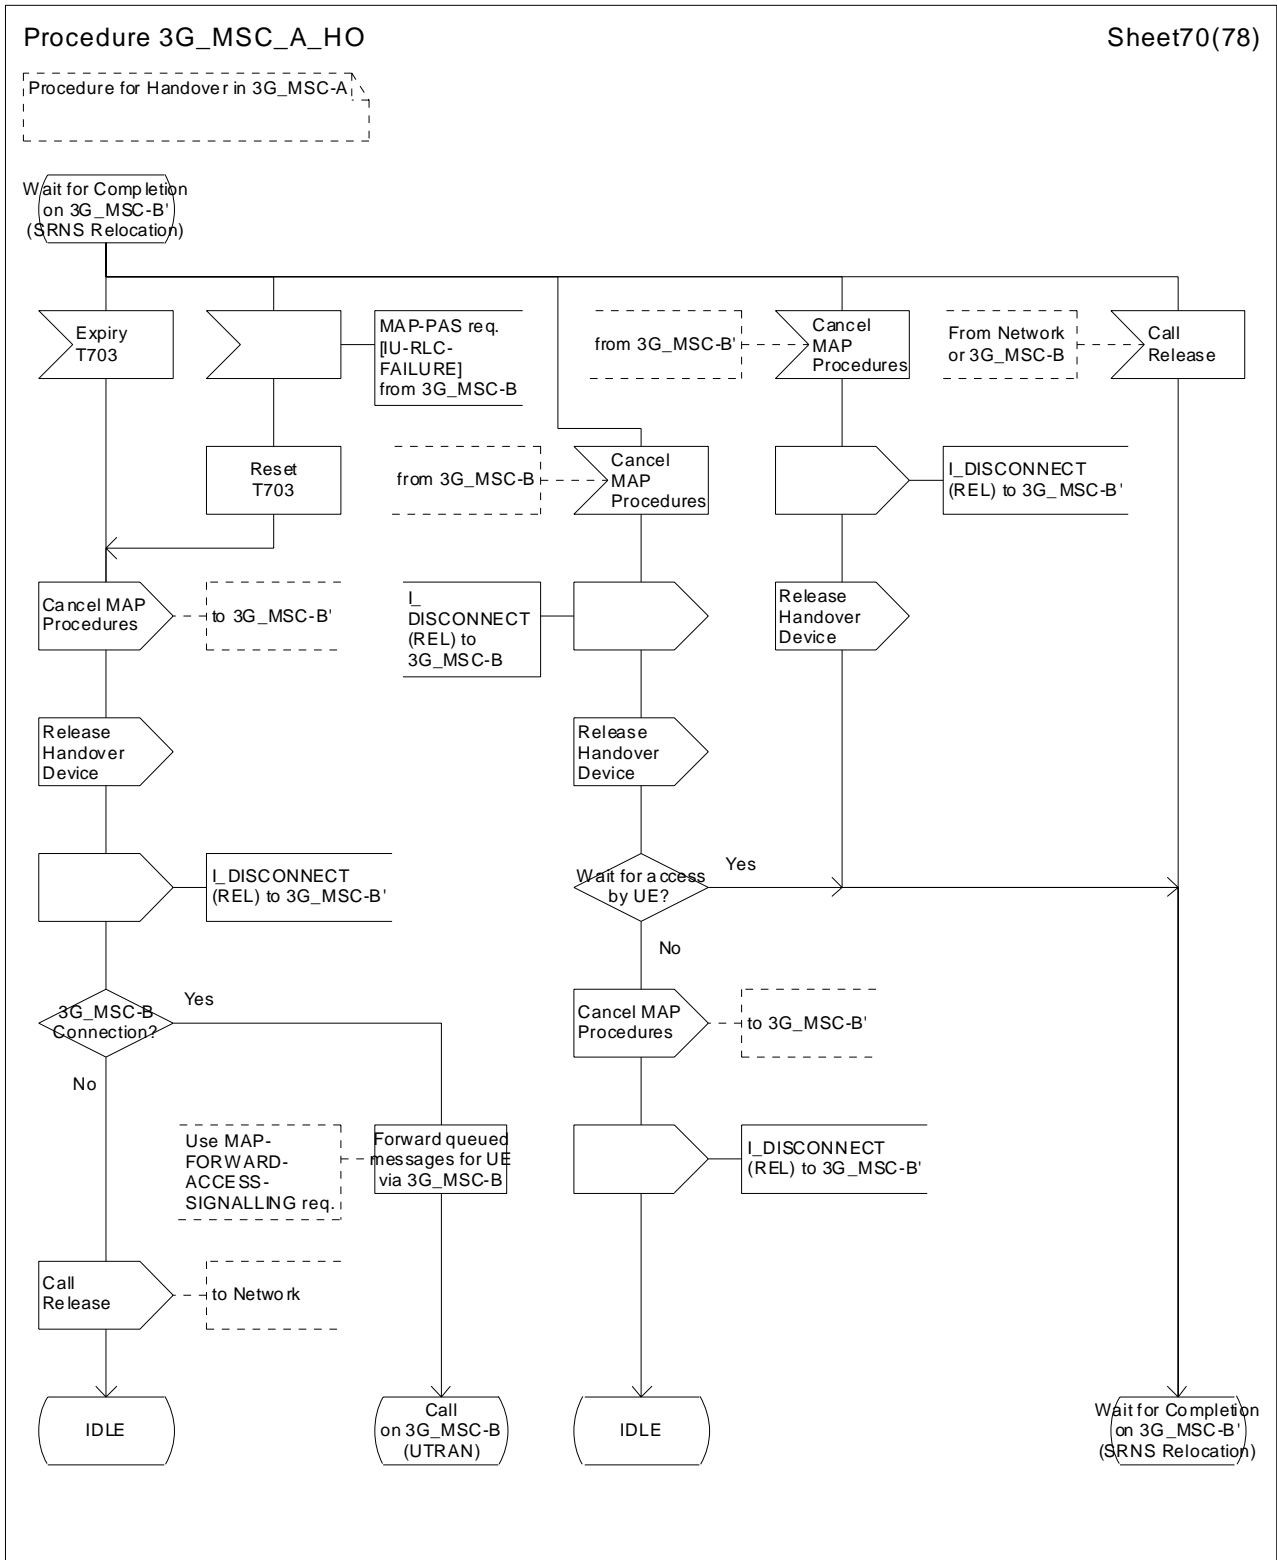 Procedure 3G_MSC_A_HO
Sheet70(78)
Procedure for Handover in 3G_MSC-A
Wait for Completion
on 3G_MSC-B'
(SRNS Relocation)
Expiry
T703
MAP-PAS req.
[IU-RLC-
FAILURE]
from 3G_MSC-B
from 3G_MSC-B'
Cancel
MAP
Procedures
From Network
or 3G_MSC-B
Call
Release
Reset
T703
from 3G_MSC-B
Cancel
MAP
Procedures
I_DISCONNECT
(REL) to 3G_MSC-B'
Cancel MAP
Procedures
to 3G_MSC-B'
I_
DISCONNECT
(REL) to
3G_MSC-B
Release
Handover
Device
Release
Handover
Device
Release
Handover
Device
I_DISCONNECT
(REL) to 3G_MSC-B'
Wait for access
by UE?
Yes
No
3G_MSC-B
Connection?
Yes
No
Cancel MAP
Procedures
to 3G_MSC-B'
Use MAP-
FORWARD-
ACCESS-
SIGNALLING req.
Forward queued
messages for UE
via 3G_MSC-B
I_DISCONNECT
(REL) to 3G_MSC-B'
Call
Release
to Network
IDLE
Call
on 3G_MSC-B
(UTRAN)
IDLE
Wait for Completion
on 3G_MSC-B'
(SRNS Relocation)